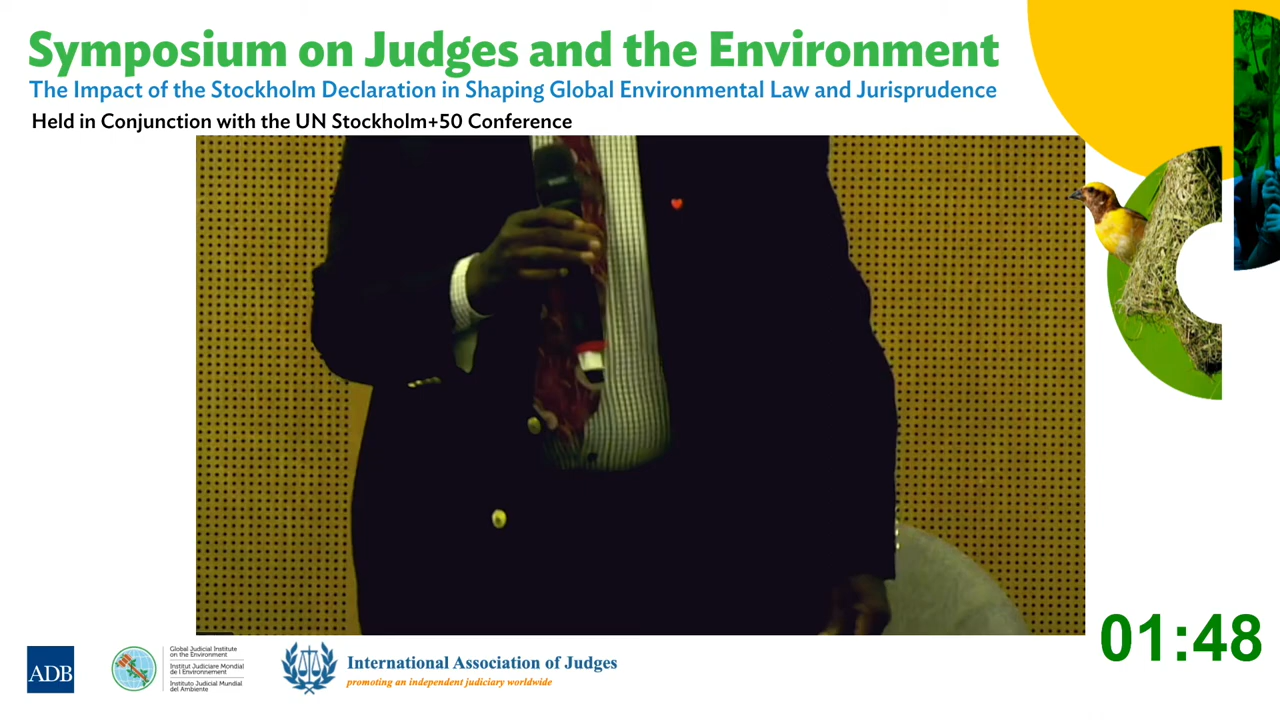 Symposium on Judges and the Environment
The Impact of the Stockholm Declaration in Shaping Global Environmental Law and Jurisprudence
Held in Conjunction with the UN Stockholm+50 Conference
01:48
ADB
Global Judicial Institute
on the Environment
Institut Judiciaire Mondial
de l Environnement
Instituto Judicial Mundial
del Ambiente
International Association of Judges
promoting an independent judiciary worldwide